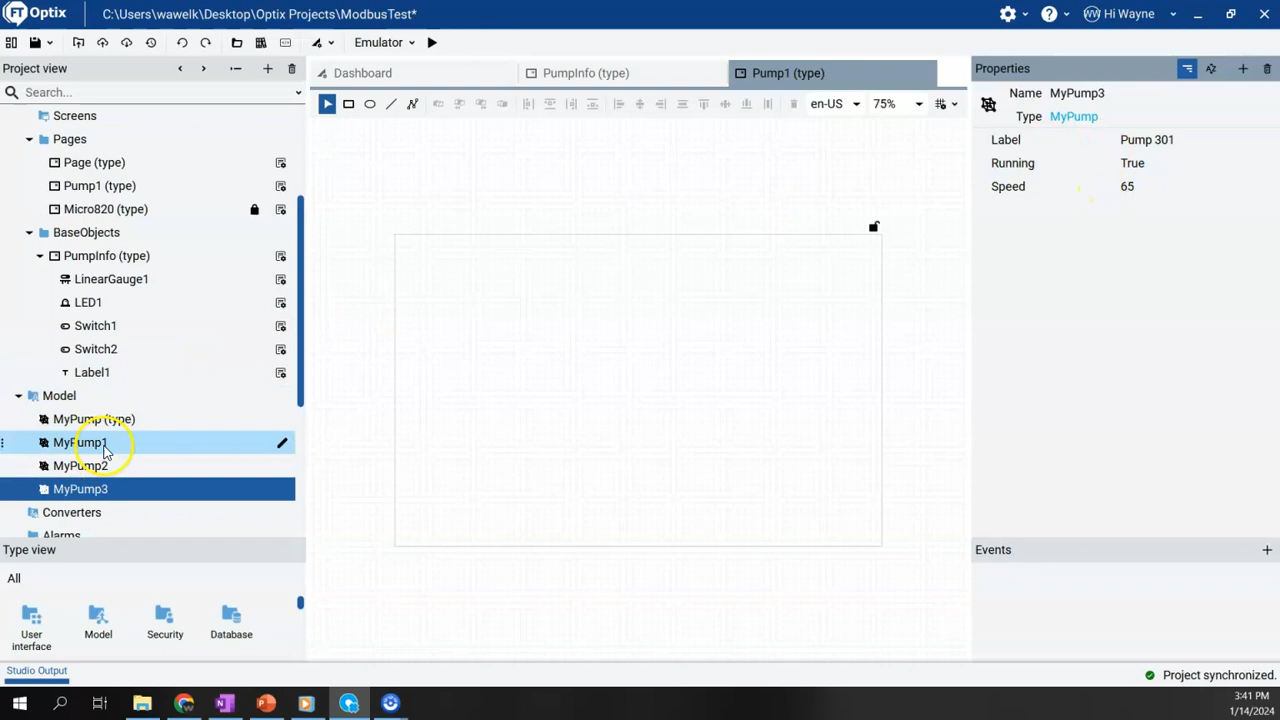 FT Optix
C:\Users\wawelk\Desktop\Optix Projects\ModbusTest*
WW Hi Wayne
Emulator
Project view
Search...
Screens
Pages
Page (type)
Pump1 (type)
Micro820 (type)
BaseObjects
PumpInfo (type)
LinearGauge1
LED1
Switch1
Switch2
Label1
Model
MyPump (type)
MyPump1
MyPump2
MyPump3
Converters
Alarms
Type view
All
User interface
Model
Security
Database
Studio Output
Dashboard
PumpInfo (type)
Pump1 (type)
en-US
75%
Properties
Name MyPump3
Type MyPump
Label Pump 301
Running True
Speed 65
Events
Project synchronized.
3:41 PM
1/14/2024